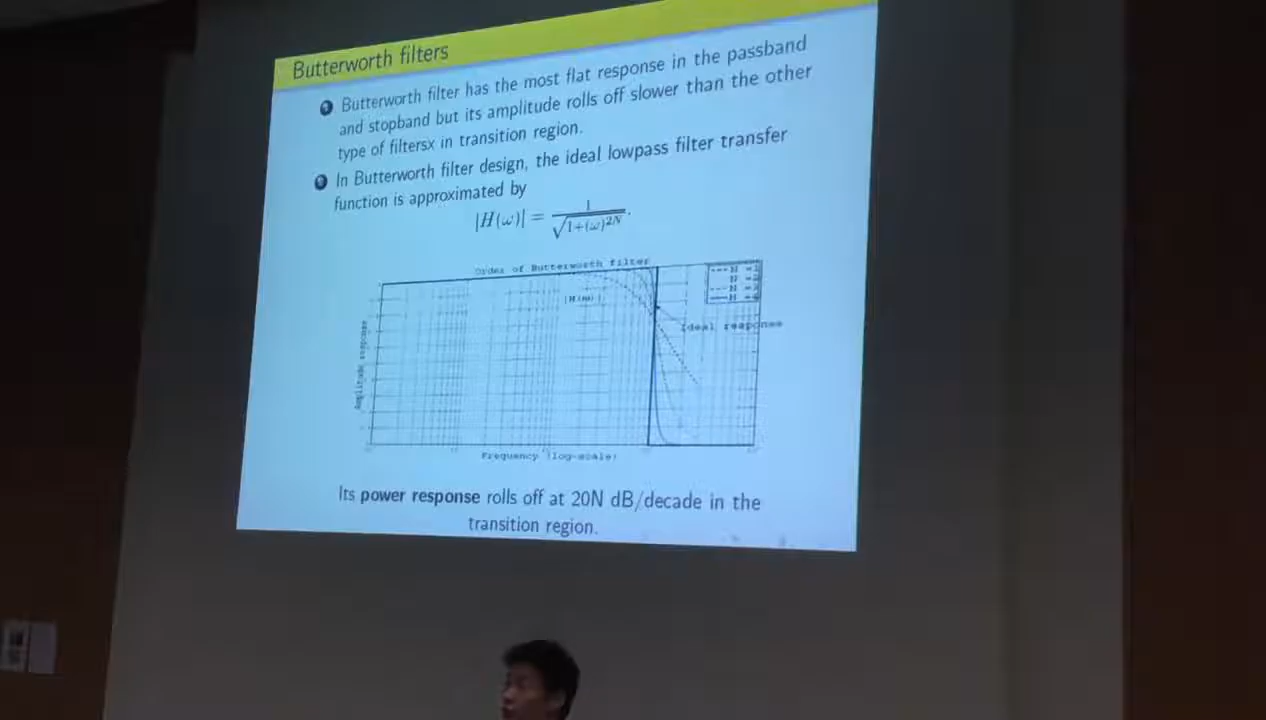 Butterworth filters
Butterworth filter has the most flat response in the passband
and stopband but its amplitude rolls off slower than the other
type of filtersx in transition region.
In Butterworth filter design, the ideal lowpass filter transfer
function is approximated by
|H(ω)| = 1/√1+(ω)^2N.
Order of Butterworth filter
|H(ω)|
Ideal response
Amplitude response
Frequency (log-scale)
Its power response rolls off at 20N dB/decade in the
transition region.